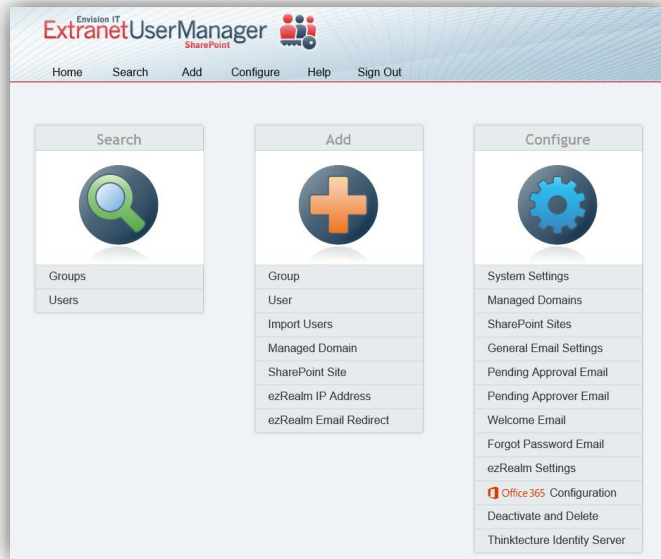 Envision IT
ExtranetUserManager
SharePoint
Home Search Add Configure Help Sign Out
Search
Groups
Users
Add
Group
User
Import Users
Managed Domain
SharePoint Site
ezRealm IP Address
ezRealm Email Redirect
Configure
System Settings
Managed Domains
SharePoint Sites
General Email Settings
Pending Approval Email
Pending Approver Email
Welcome Email
Forgot Password Email
ezRealm Settings
Office 365 Configuration
Deactivate and Delete
Thinktecture Identity Server